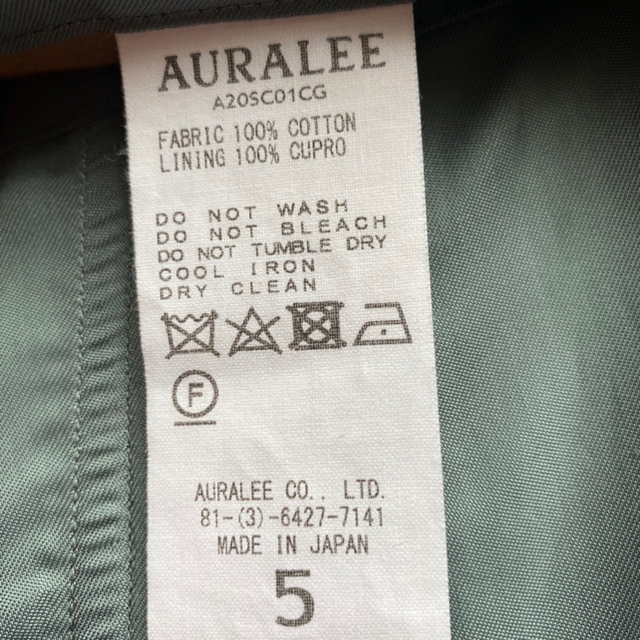 AURALEE
A20SC01CG
FABRIC 100% COTTON
LINING 100% CUPRO
DO NOT WASH
DO NOT BLEACH
DO NOT TUMBLE DRY
COOL IRON
DRY CLEAN
F
AURALEE CO., LTD.
81-(3)-6427-7141
MADE IN JAPAN
5